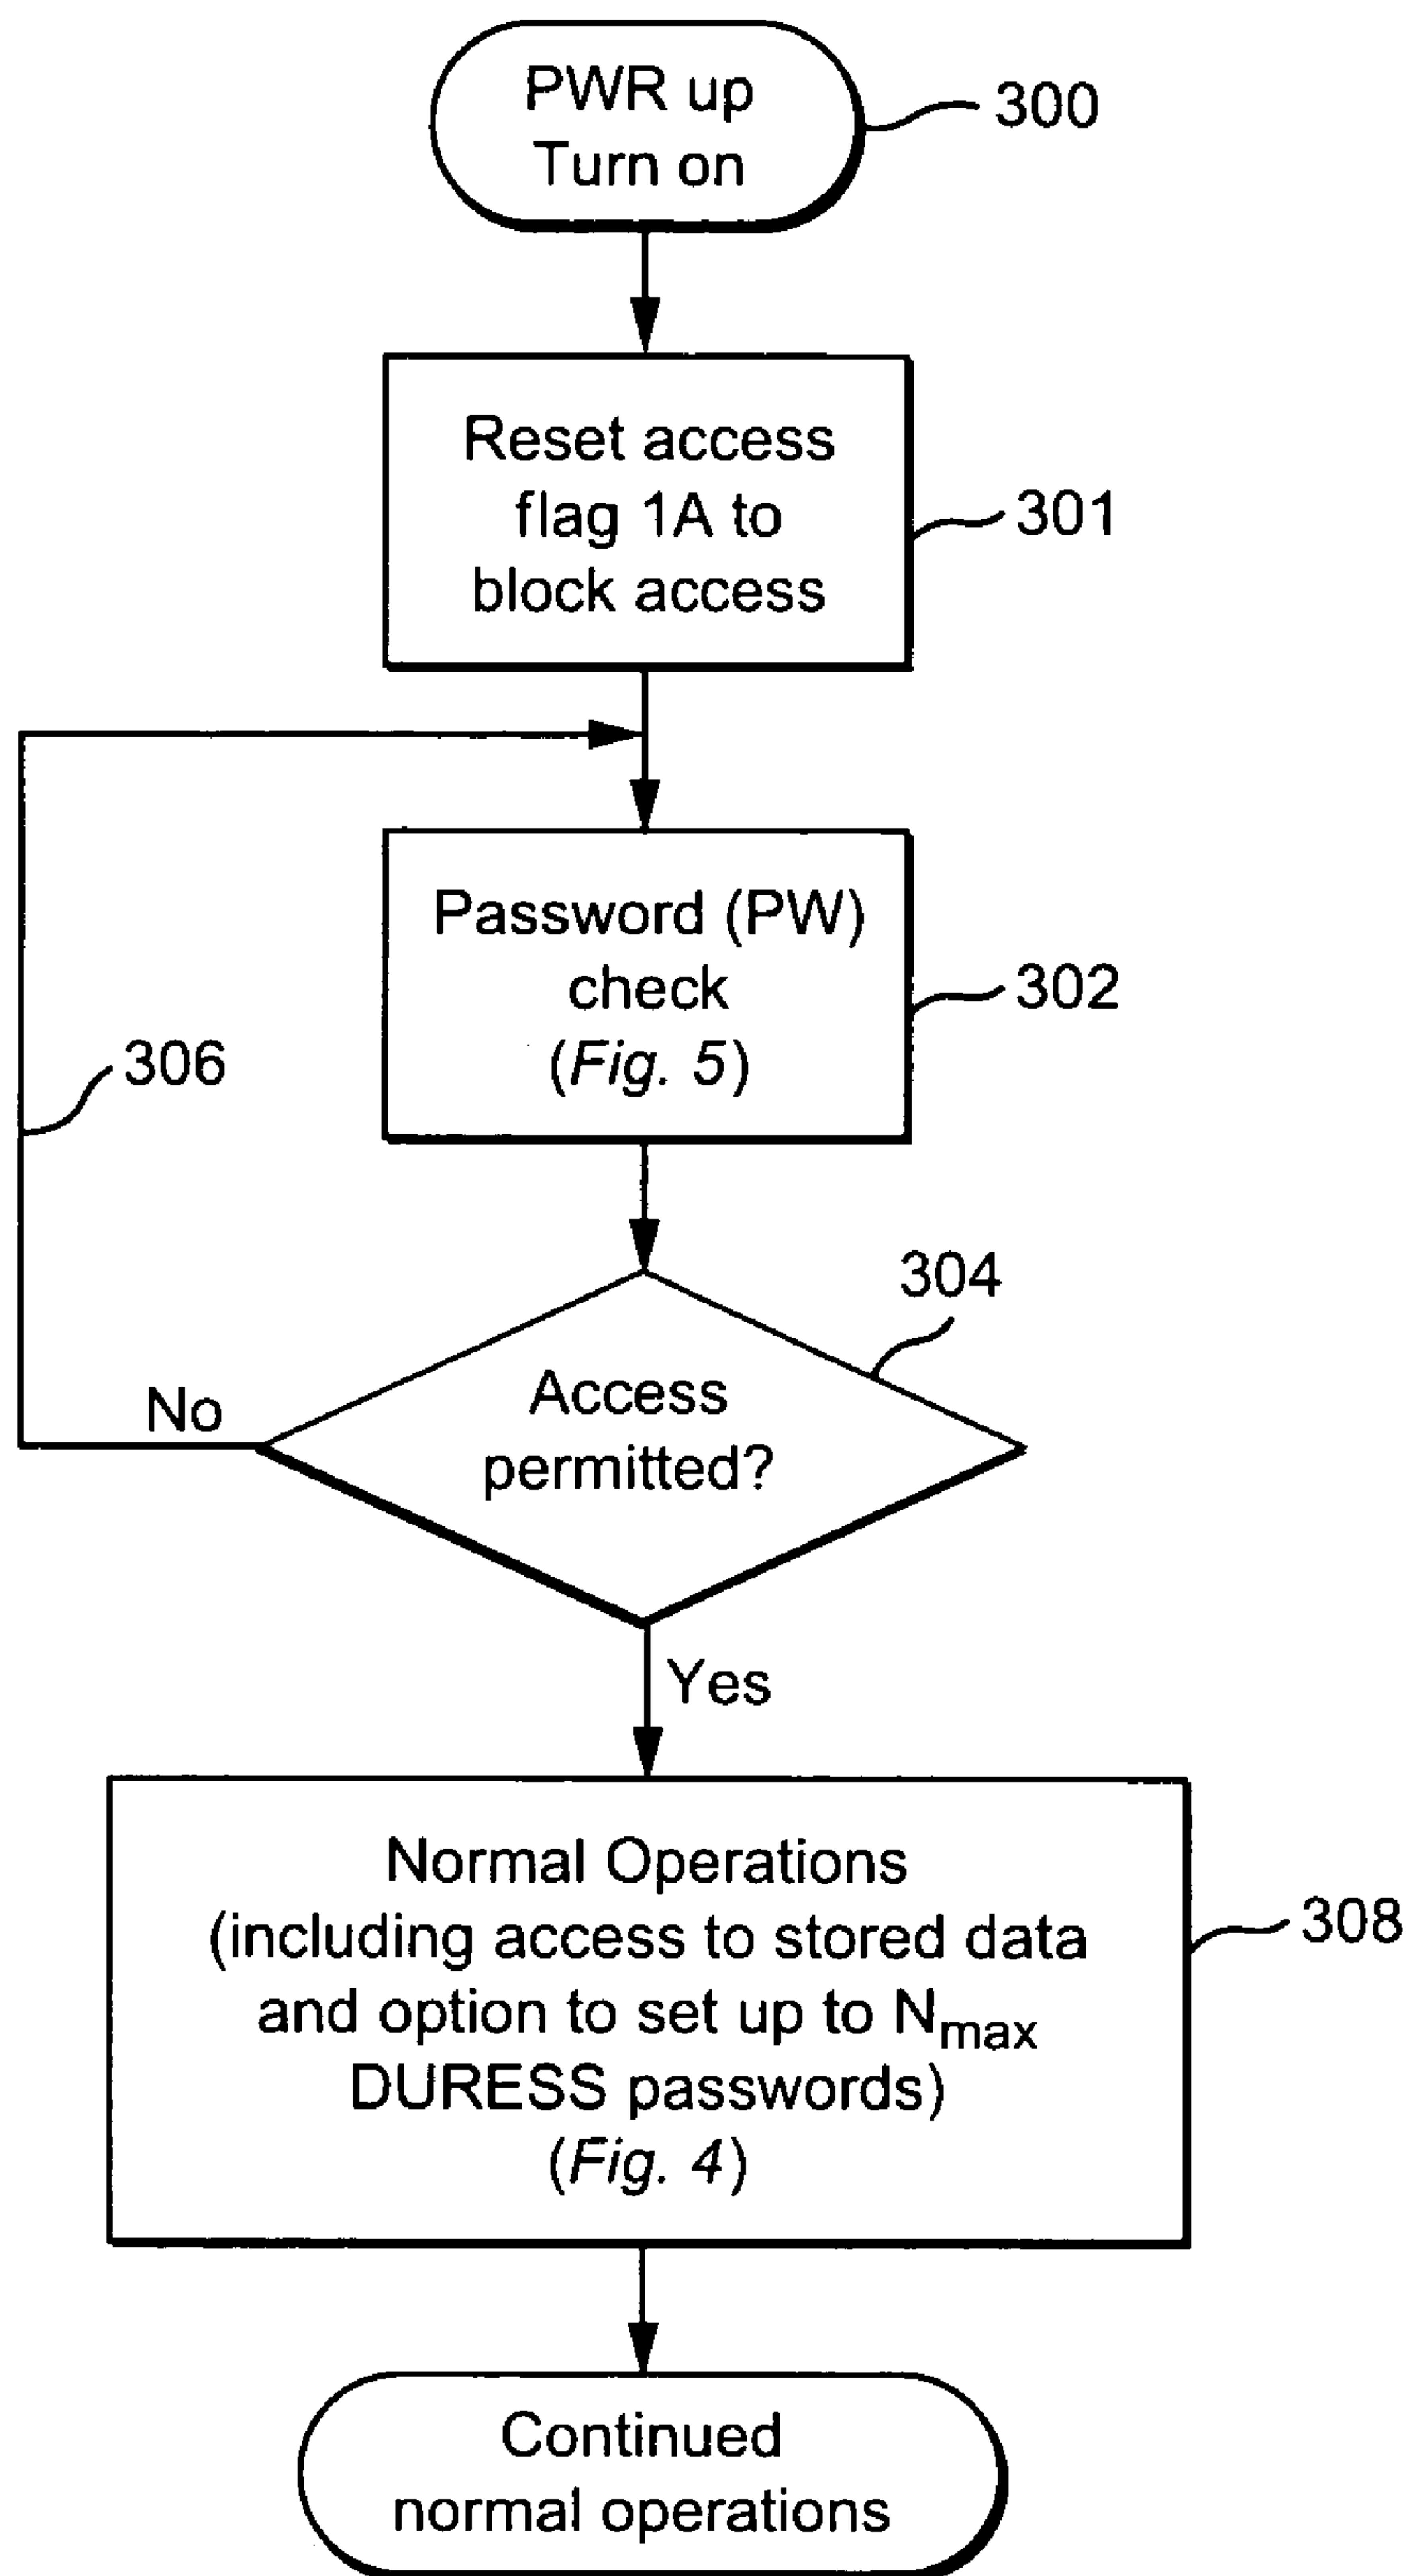 PWR up
Turn on
300
Reset access
flag 1A to
block access
301
Password (PW)
check
(Fig. 5)
302
306
304
Access
permitted?
No
Yes
Normal Operations
(including access to stored data
and option to set up to Nmax
DURESS passwords)
(Fig. 4)
308
Continued
normal operations